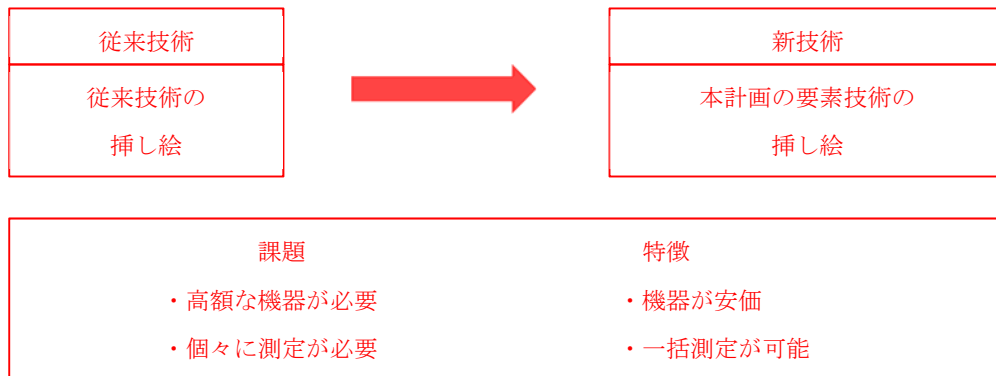 従来技術
従来技術の
挿し絵
新技術
本計画の要素技術の
挿し絵
課題
・高額な機器が必要
・個々に測定が必要
特徴
・機器が安価
・一括測定が可能